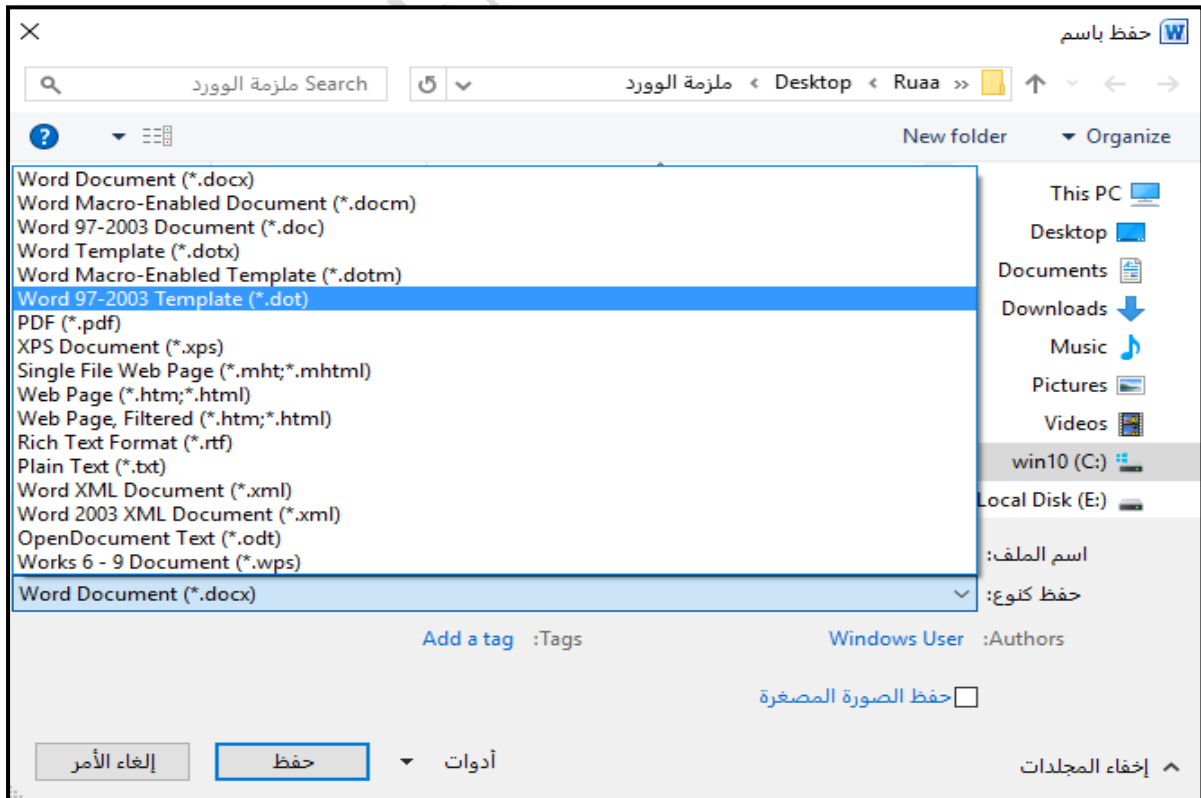 حفظ باسم
Ruaa › Desktop › ملزمة الوورد «
Search ملزمة الوورد
Organize
New folder
?
This PC
Desktop
Documents
Downloads
Music
Pictures
Videos
win10 (C:)
Local Disk (E:)
Word Document (*.docx)
Word Macro-Enabled Document (*.docm)
Word 97-2003 Document (*.doc)
Word Template (*.dotx)
Word Macro-Enabled Template (*.dotm)
Word 97-2003 Template (*.dot)
PDF (*.pdf)
XPS Document (*.xps)
Single File Web Page (*.mht;*.mhtml)
Web Page (*.htm;*.html)
Web Page, Filtered (*.htm;*.html)
Rich Text Format (*.rtf)
Plain Text (*.txt)
Word XML Document (*.xml)
Word 2003 XML Document (*.xml)
OpenDocument Text (*.odt)
Works 6 - 9 Document (*.wps)
اسم الملف:
حفظ كنوع:
Word Document (*.docx)
Authors: Windows User
Tags: Add a tag
حفظ الصورة المصغرة
إخفاء المجلدات
أدوات
حفظ
إلغاء الأمر